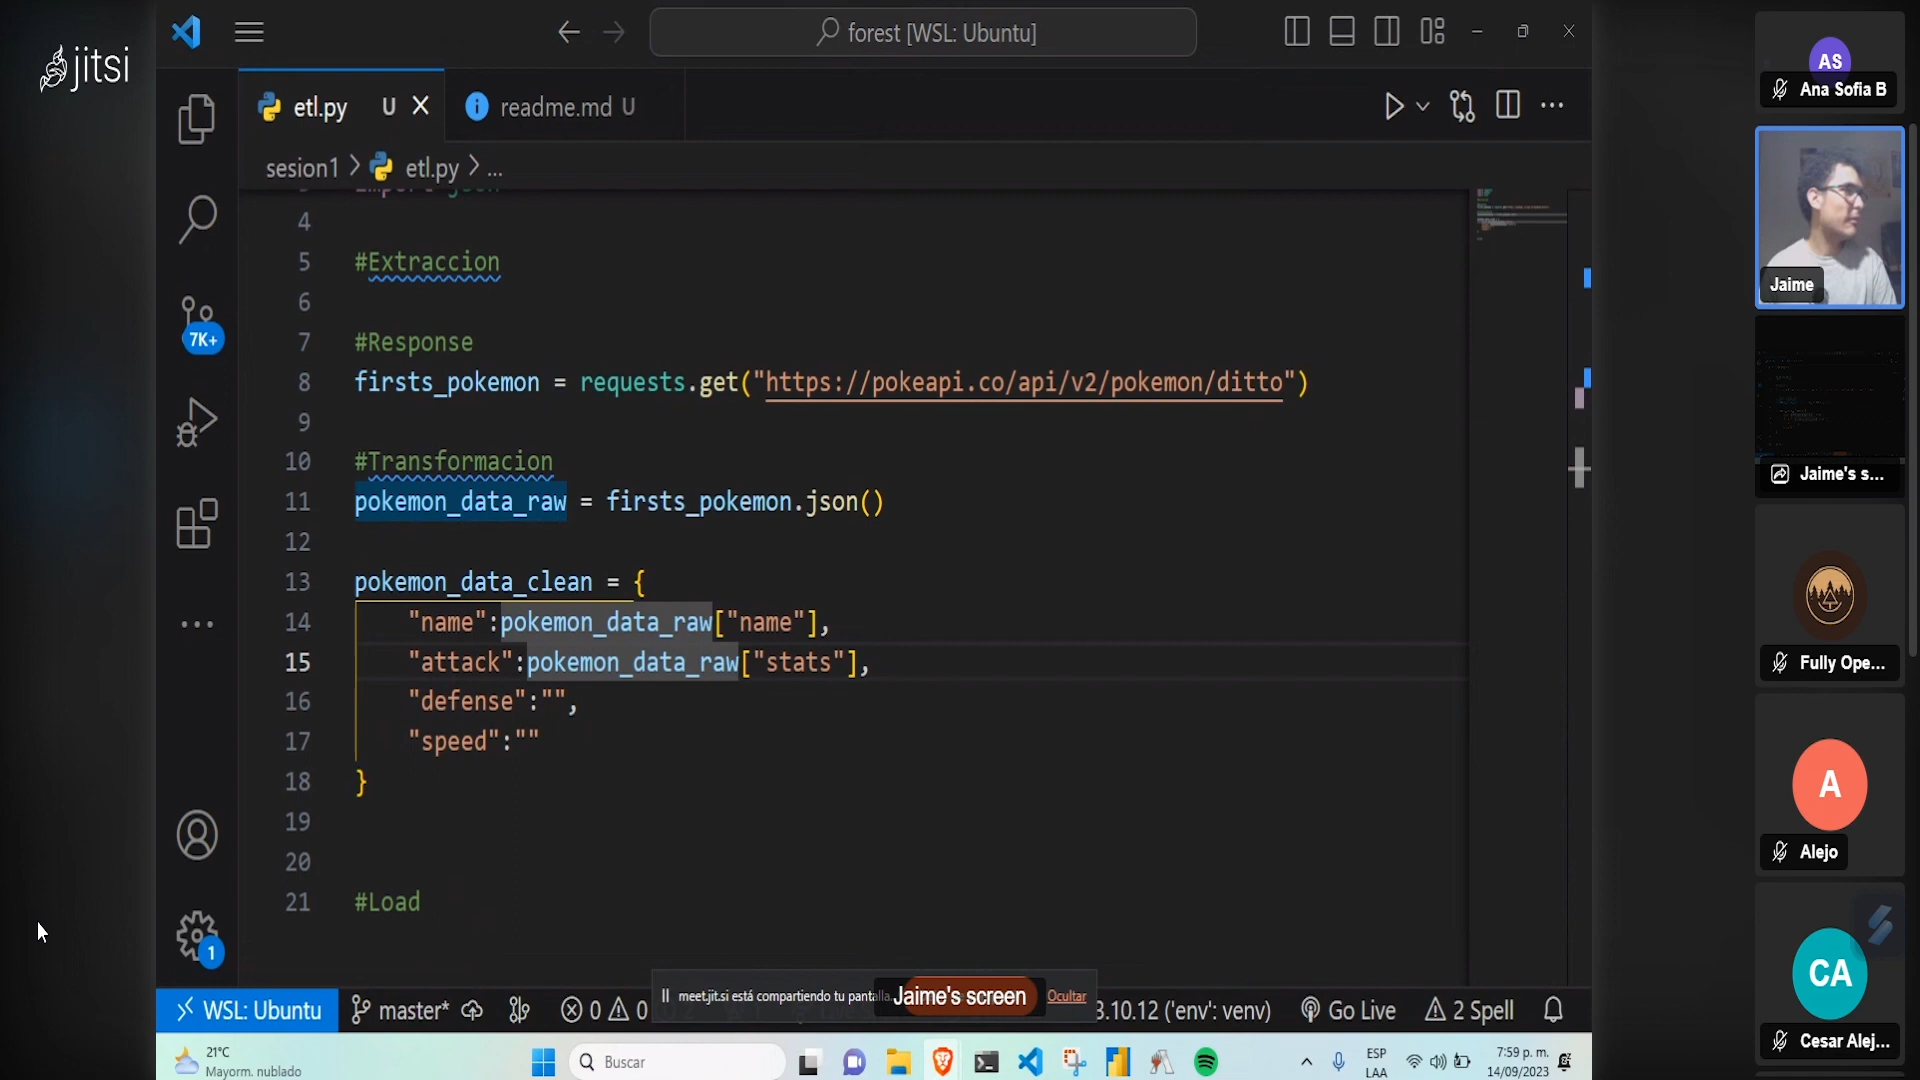 jitsi
forest [WSL: Ubuntu]
etl.py U
readme.md U
sesion1 > etl.py > ...
3 import json
4
5 #Extraccion
6
7 #Response
8 firsts_pokemon = requests.get("https://pokeapi.co/api/v2/pokemon/ditto")
9
10 #Transformacion
11 pokemon_data_raw = firsts_pokemon.json()
12
13 pokemon_data_clean = {
14 "name":pokemon_data_raw["name"],
15 "attack":pokemon_data_raw["stats"],
16 "defense":"",
17 "speed":""
18 }
19
20
21 #Load
7K+
1
WSL: Ubuntu
master*
0 0
meet.jit.si está compartiendo tu pantalla.
Jaime's screen
Ocultar
3.10.12 ('env': venv)
Go Live
2 Spell
21°C
Mayorm. nublado
Buscar
ESP
LAA
7:59 p. m.
14/09/2023
AS
Ana Sofia B
Jaime
Jaime's s...
Fully Ope...
A
Alejo
CA
Cesar Alej...